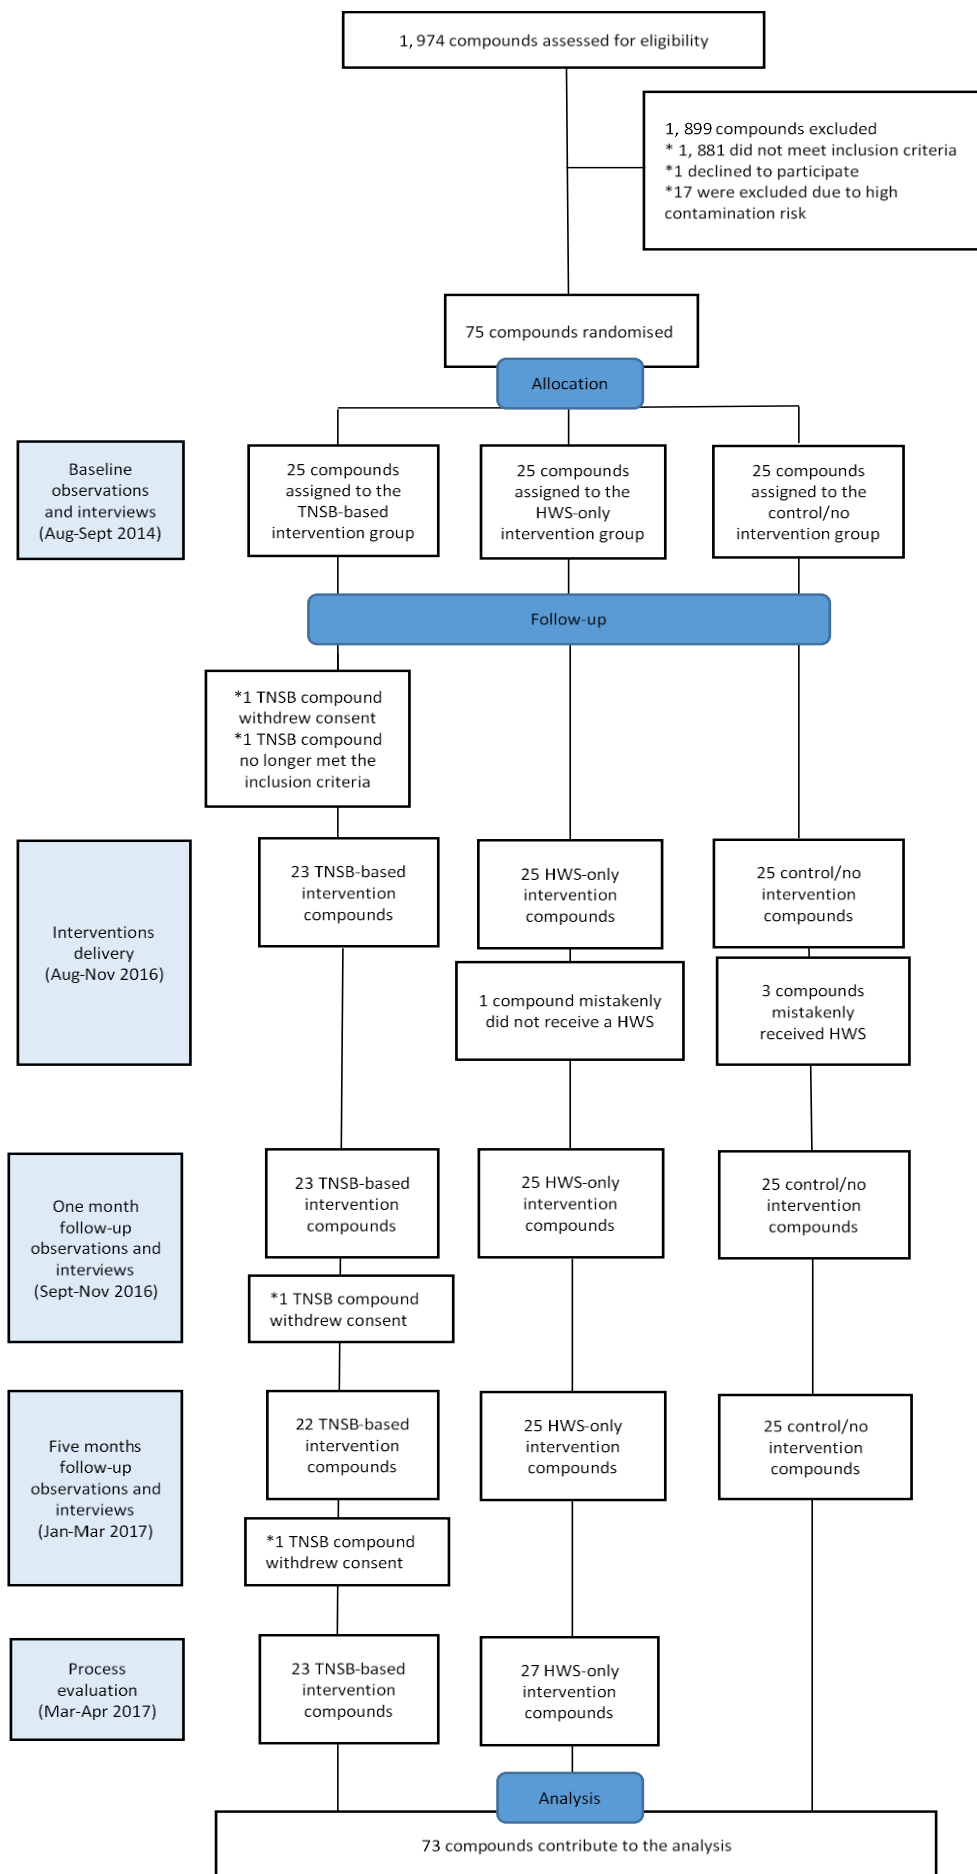 1, 974 compounds assessed for eligibility
1, 899 compounds excluded
* 1, 881 did not meet inclusion criteria
*1 declined to participate
*17 were excluded due to high
contamination risk
75 compounds randomised
Allocation
Baseline
observations
and interviews
(Aug-Sept 2014)
25 compounds
assigned to the
TNSB-based
intervention group
25 compounds
assigned to the
HWS-only
intervention group
25 compounds
assigned to the
control/no
intervention group
Follow-up
*1 TNSB compound
withdrew consent
*1 TNSB compound
no longer met the
inclusion criteria
Interventions
delivery
(Aug-Nov 2016)
23 TNSB-based
intervention
compounds
25 HWS-only
intervention
compounds
25 control/no
intervention
compounds
1 compound mistakenly
did not receive a HWS
3 compounds
mistakenly
received HWS
One month
follow-up
observations and
interviews
(Sept-Nov 2016)
23 TNSB-based
intervention
compounds
25 HWS-only
intervention
compounds
25 control/no
intervention
compounds
*1 TNSB compound
withdrew consent
Five months
follow-up
observations and
interviews
(Jan-Mar 2017)
22 TNSB-based
intervention
compounds
25 HWS-only
intervention
compounds
25 control/no
intervention
compounds
*1 TNSB compound
withdrew consent
Process
evaluation
(Mar-Apr 2017)
23 TNSB-based
intervention
compounds
27 HWS-only
intervention
compounds
Analysis
73 compounds contribute to the analysis